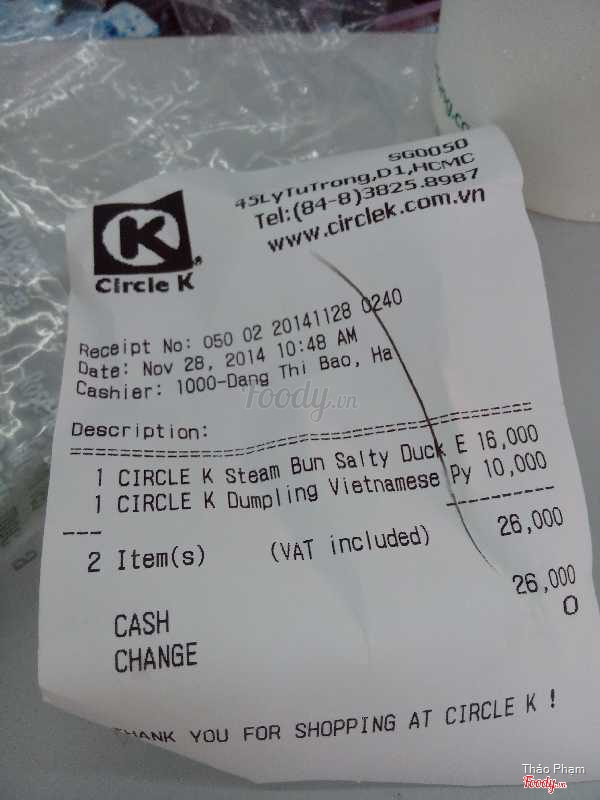 SG0050
45LyTuTrong,D1,HCMC
Tel:(84-8)3825.8987
www.circlek.com.vn
K
Circle K
Receipt No: 050 02 20141128 0240
Date: Nov 28, 2014 10:48 AM
Cashier: 1000-Dang Thi Bao, Ha
Foody.vn
Description:
1 CIRCLE K Steam Bun Salty Duck E 16,000
1 CIRCLE K Dumpling Vietnamese Py 10,000
2 Item(s) (VAT included) 26,000
CASH 26,000
CHANGE 0
THANK YOU FOR SHOPPING AT CIRCLE K !
Thảo Phạm
Foody.vn